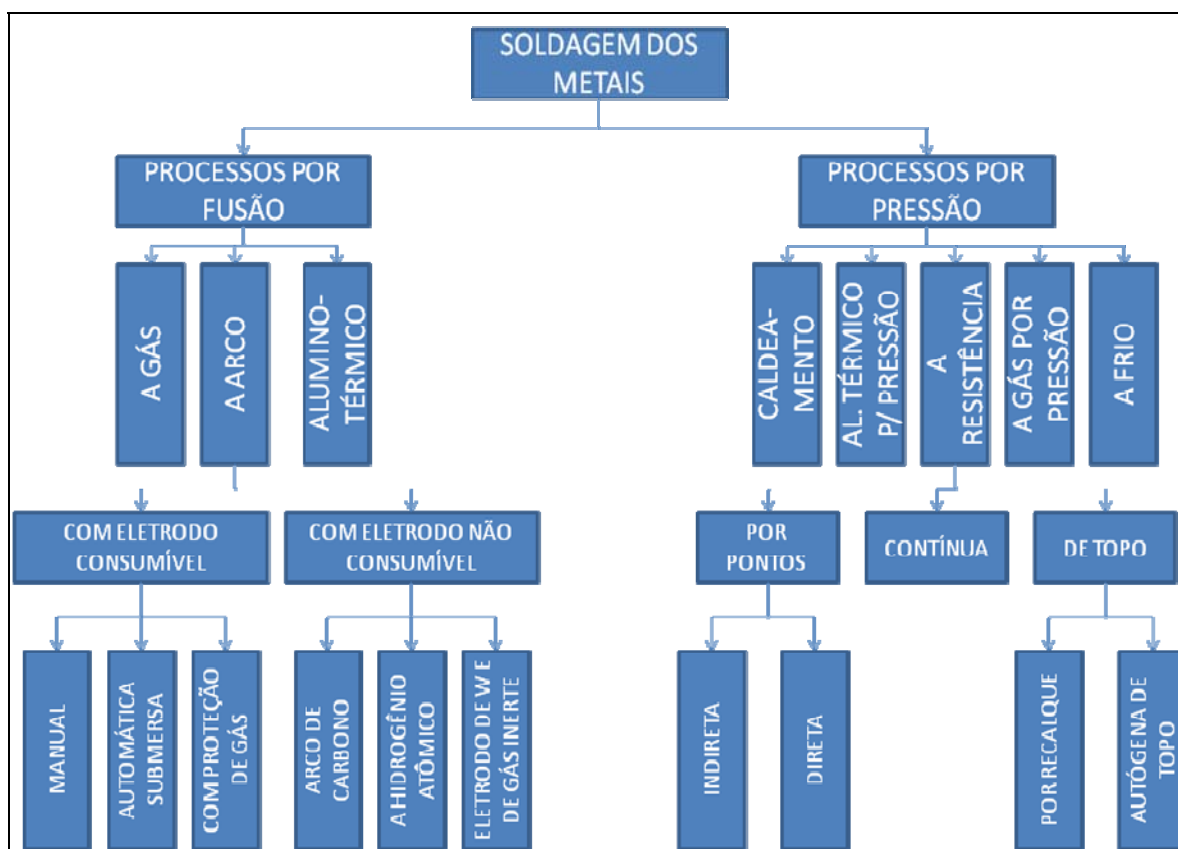 SOLDAGEM DOS
METAIS
PROCESSOS POR
FUSÃO
PROCESSOS POR
PRESSÃO
A GÁS
A ARCO
ALUMINO-
TÉRMICO
CALDEA-
MENTO
AL. TÉRMICO
P/ PRESSÃO
A
RESISTÊNCIA
A GÁS POR
PRESSÃO
A FRIO
COM ELETRODO
CONSUMÍVEL
COM ELETRODO NÃO
CONSUMÍVEL
POR
PONTOS
CONTÍNUA
DE TOPO
MANUAL
AUTOMÁTICA
SUBMERSA
COM PROTEÇÃO
DE GÁS
ARCO DE
CARBONO
A HIDROGÊNIO
ATÔMICO
ELETRODO DE W E
DE GÁS INERTE
INDIRETA
DIRETA
POR RECALQUE
AUTÓGENA DE
TOPO